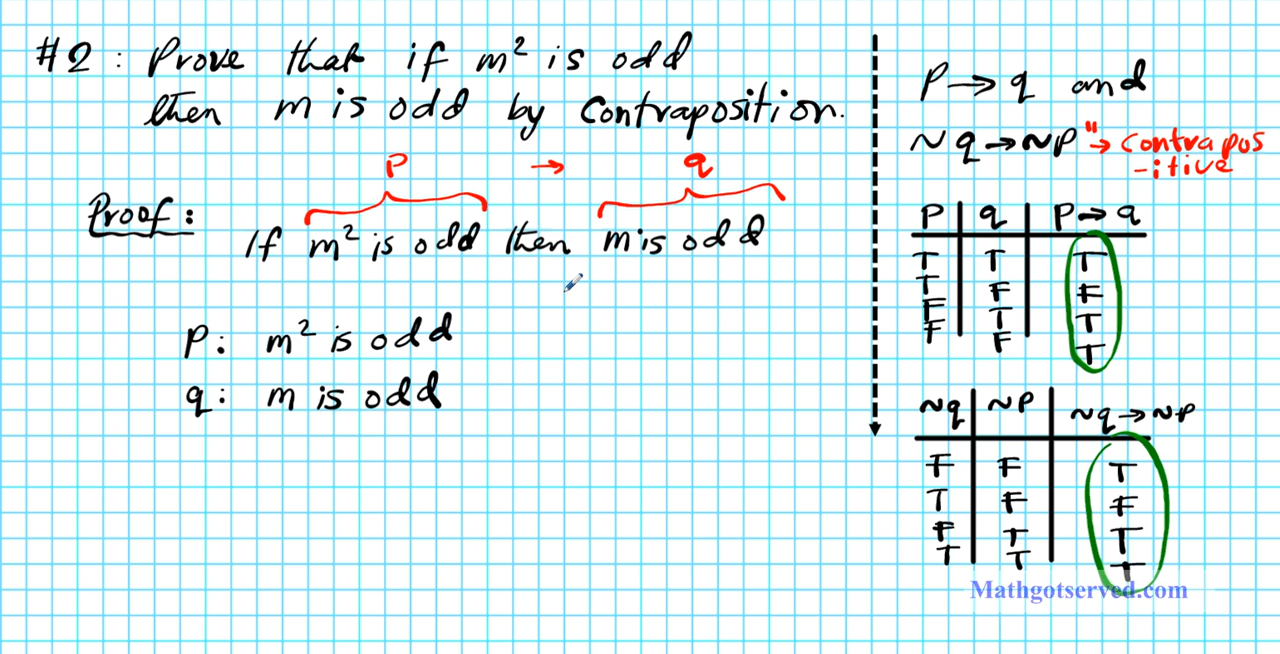 #2 : Prove that if m² is odd
then m is odd by Contraposition.
P → q
Proof :
If m² is odd then m is odd
P : m² is odd
q : m is odd
P → q and
~q → ~P " → Contrapos
-itive
P q P → q
T T T
T F F
F T T
F F T
~q ~P ~q → ~P
F F T
T F F
F T T
T T T
Mathgotserved.com